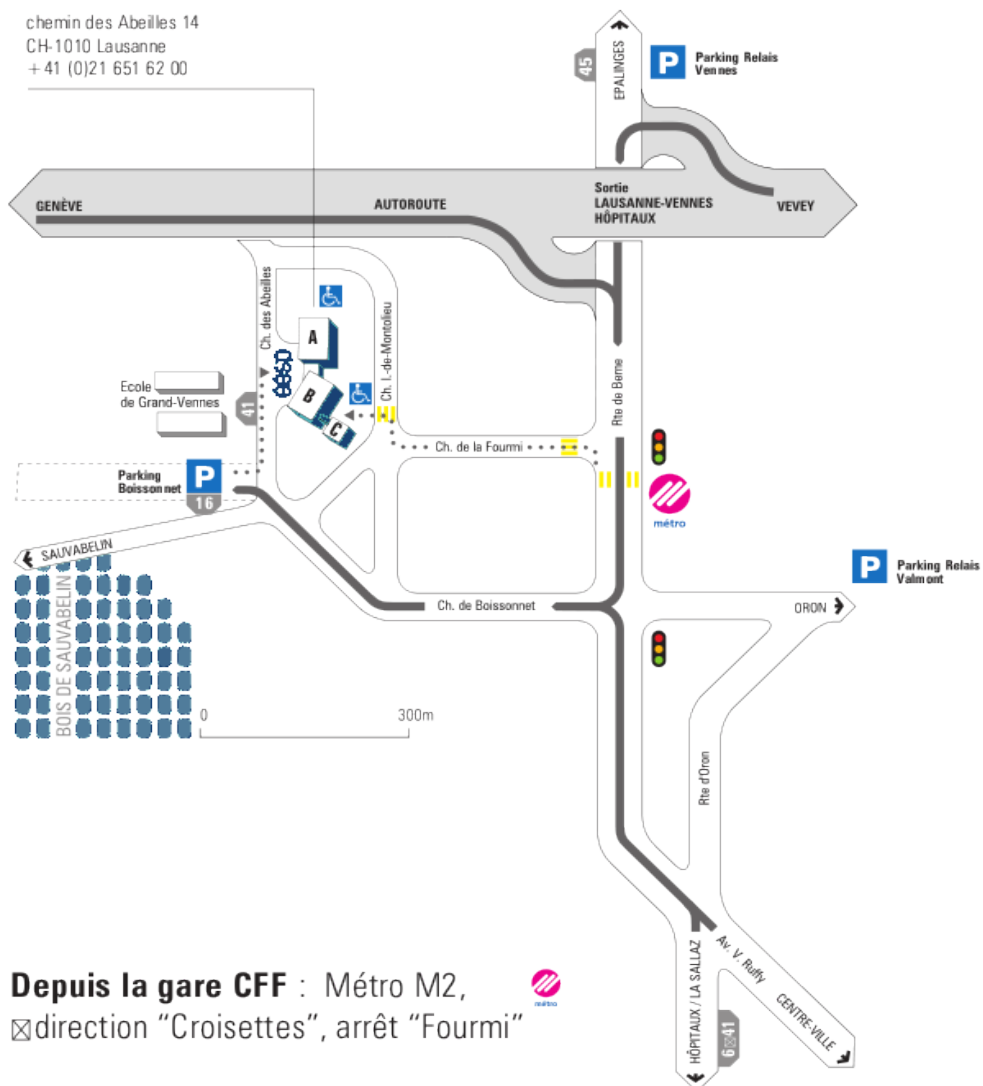 chemin des Abeilles 14
CH-1010 Lausanne
+41 (0)21 651 62 00
45
EPALINGES
P
Parking Relais
Vennes
GENÈVE
AUTOROUTE
Sortie
LAUSANNE-VENNES
HÔPITAUX
VEVEY
Ch. des Abeilles
A
B
C
eesp
Ch. I.-de-Montolieu
Rte de Berne
Ecole
de Grand-Vennes
41
Ch. de la Fourmi
Parking
Boissonnet
P
16
métro
SAUVABELIN
BOIS DE SAUVABELIN
Ch. de Boissonnet
P
Parking Relais
Valmont
ORON
0
300m
Rte d'Oron
Av. V. Ruffy
CENTRE-VILLE
HÔPITAUX / LA SALLAZ
6☒41
Depuis la gare CFF : Métro M2,
métro
☒direction “Croisettes”, arrêt “Fourmi”